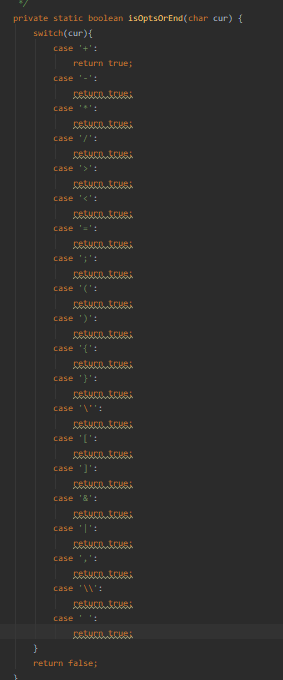 */
private static boolean isOptsOrEnd(char cur) {
    switch(cur){
        case '+':
            return true;
        case '-':
            return true;
        case '*':
            return true;
        case '/':
            return true;
        case '>':
            return true;
        case '<':
            return true;
        case '=':
            return true;
        case ';':
            return true;
        case '(':
            return true;
        case ')':
            return true;
        case '{':
            return true;
        case '}':
            return true;
        case '\'':
            return true;
        case '[':
            return true;
        case ']':
            return true;
        case '&':
            return true;
        case '|':
            return true;
        case ',':
            return true;
        case '\\':
            return true;
        case ' ':
            return true;
    }
    return false;
}